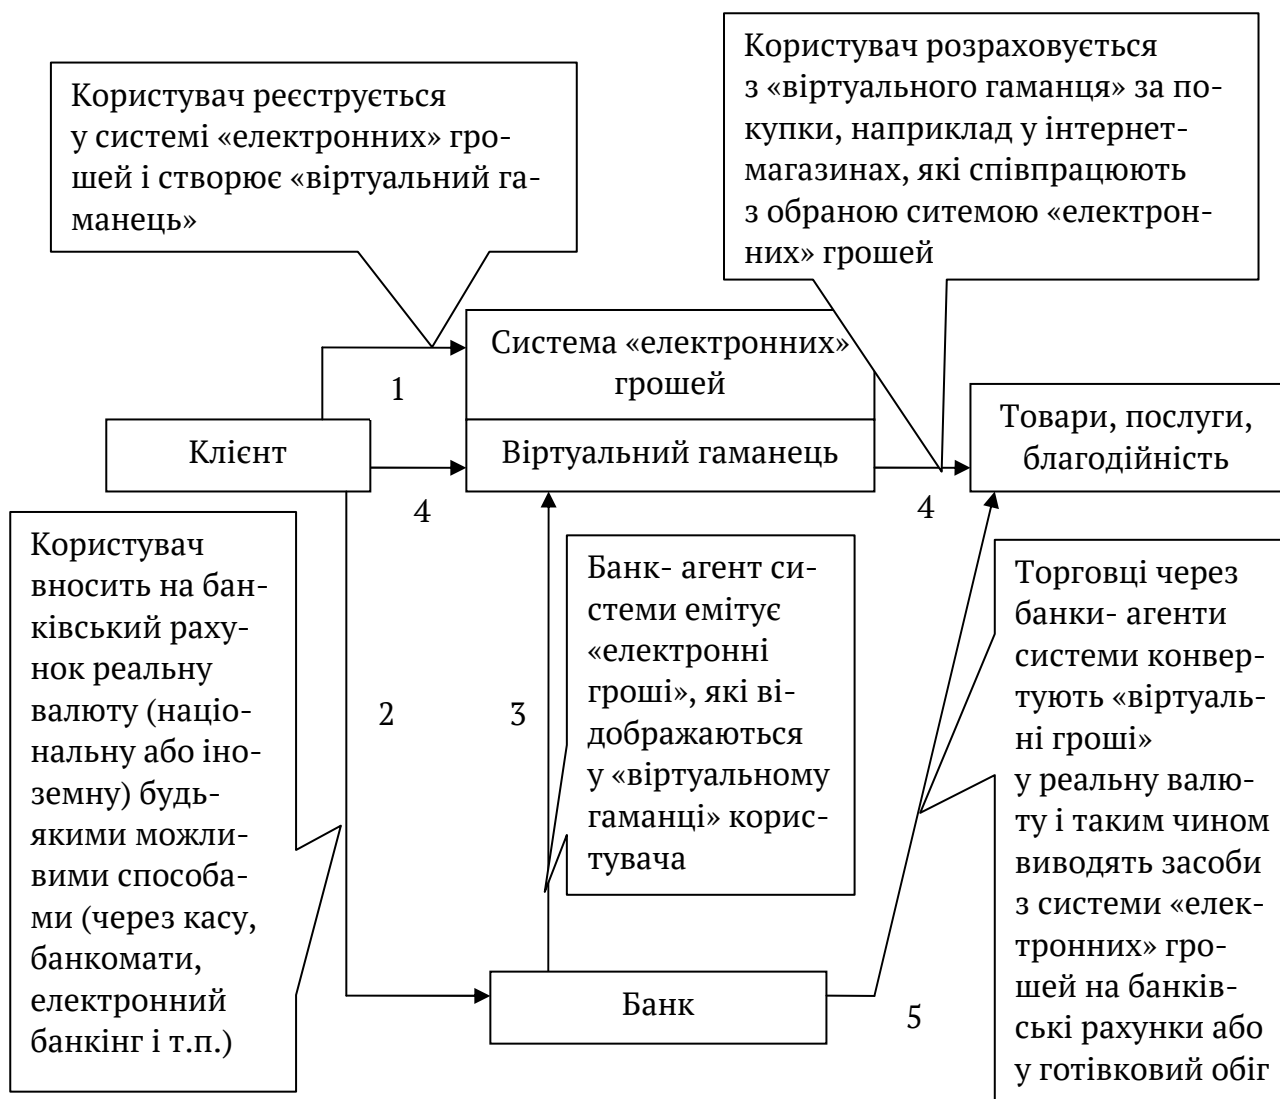 Користувач реєструється
у системі «електронних» гро-
шей і створює «віртуальний га-
манець»
Користувач розраховується
з «віртуального гаманця» за по-
купки, наприклад у інтернет-
магазинах, які співпрацюють
з обраною ситемою «електрон-
них» грошей
Система «електронних»
грошей
1
Клієнт
Віртуальний гаманець
Товари, послуги,
благодійність
4
4
Користувач
вносить на бан-
ківський раху-
нок реальну
валюту (націо-
нальну або іно-
земну) будь-
якими можли-
вими способа-
ми (через касу,
банкомати,
електронний
банкінг і т.п.)
2
3
Банк- агент си-
стеми емітує
«електронні
гроші», які ві-
дображаються
у «віртуальному
гаманці» корис-
тувача
Торговці через
банки- агенти
системи конвер-
тують «віртуаль-
ні гроші»
у реальну валю-
ту і таким чином
виводять засоби
з системи «елек-
тронних» гро-
шей на банків-
ські рахунки або
у готівковий обіг
Банк
5